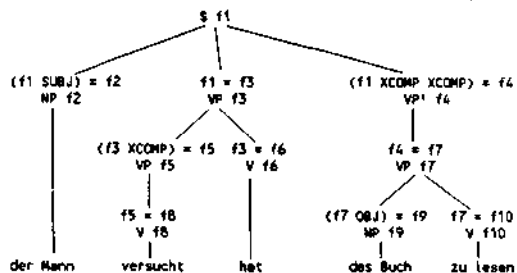 S f1
(f1 SUBJ) = f2 f1 = f3 (f1 XCOMP XCOMP) = f4
NP f2 VP f3 VP' f4
(f3 XCOMP) = f5 f3 = f6 f4 = f7
VP f5 V f6 VP f7
f5 = f8 (f7 OBJ) = f9 f7 = f10
V f8 NP f9 V f10
der Mann versucht hat das Buch zu lesen